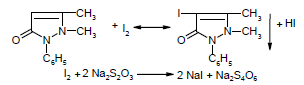 CH₃ I CH₃
N–CH₃ + I₂ N–CH₃ + HI
O N O N
C₆H₅ C₆H₅
I₂ + 2 Na₂S₂O₃ 2 NaI + Na₂S₄O₆